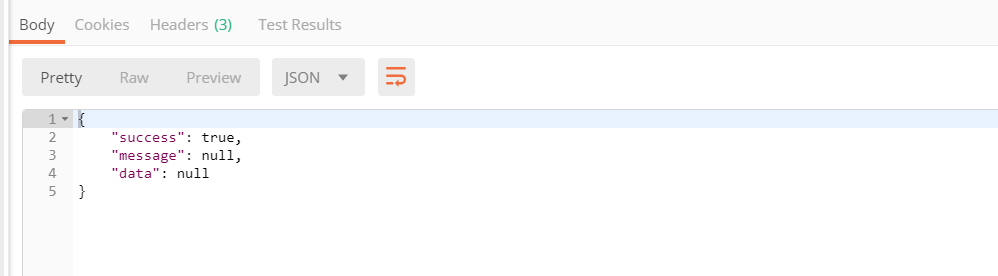 Body Cookies Headers (3) Test Results
Pretty Raw Preview JSON
1 {
2 "success": true,
3 "message": null,
4 "data": null
5 }